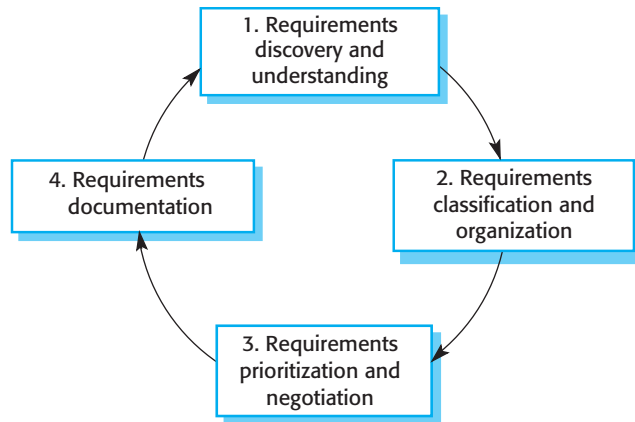 1. Requirements
discovery and
understanding
2. Requirements
classification and
organization
3. Requirements
prioritization and
negotiation
4. Requirements
documentation